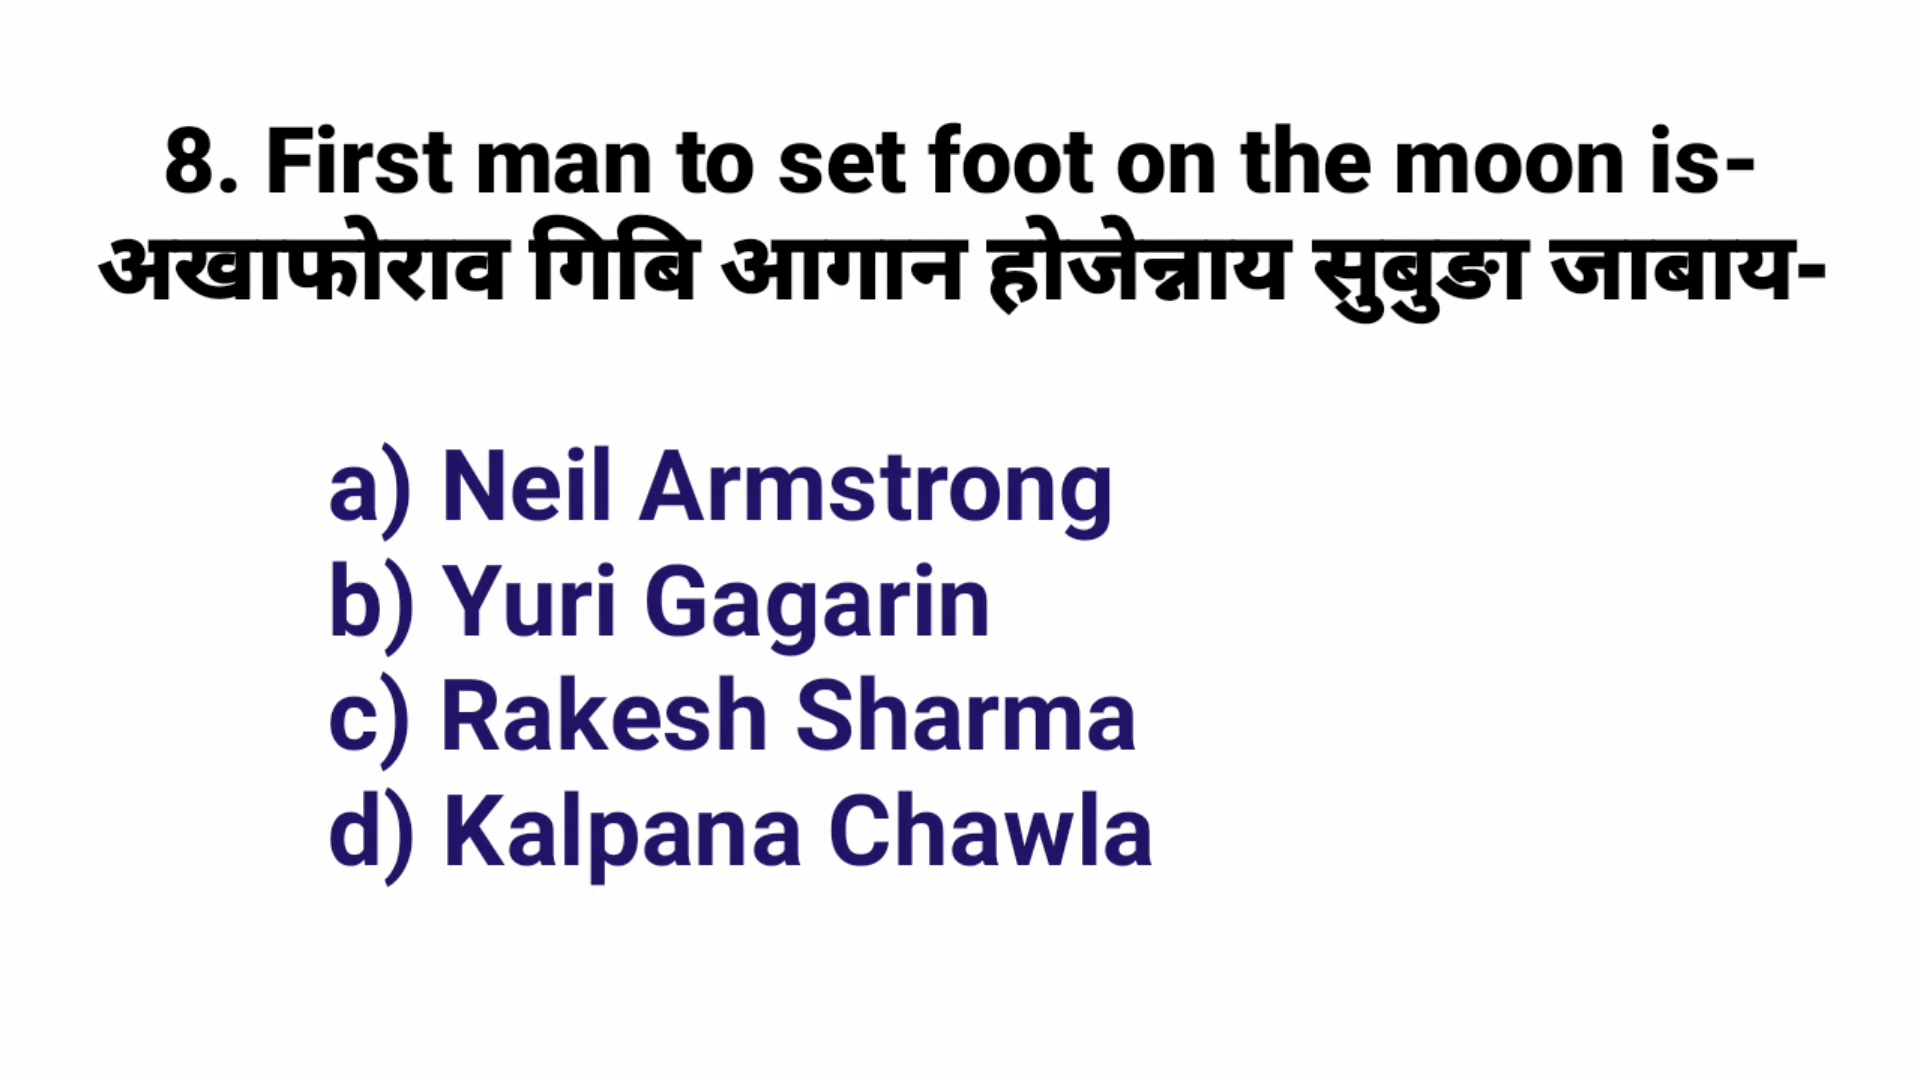 8. First man to set foot on the moon is-
अखाफोराव गिबि आगान होजेन्नाय सुबुङा जाबाय-
a) Neil Armstrong
b) Yuri Gagarin
c) Rakesh Sharma
d) Kalpana Chawla